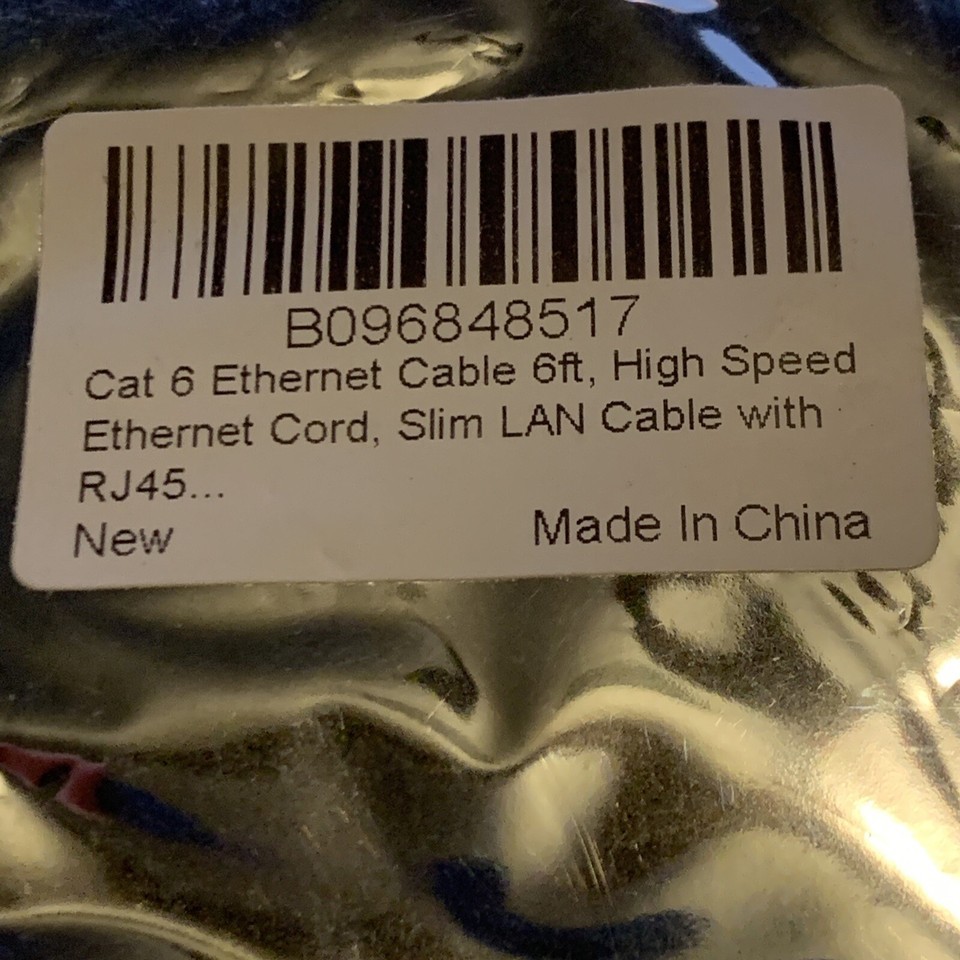 B096848517
Cat 6 Ethernet Cable 6ft, High Speed
Ethernet Cord, Slim LAN Cable with
RJ45...
New Made In China